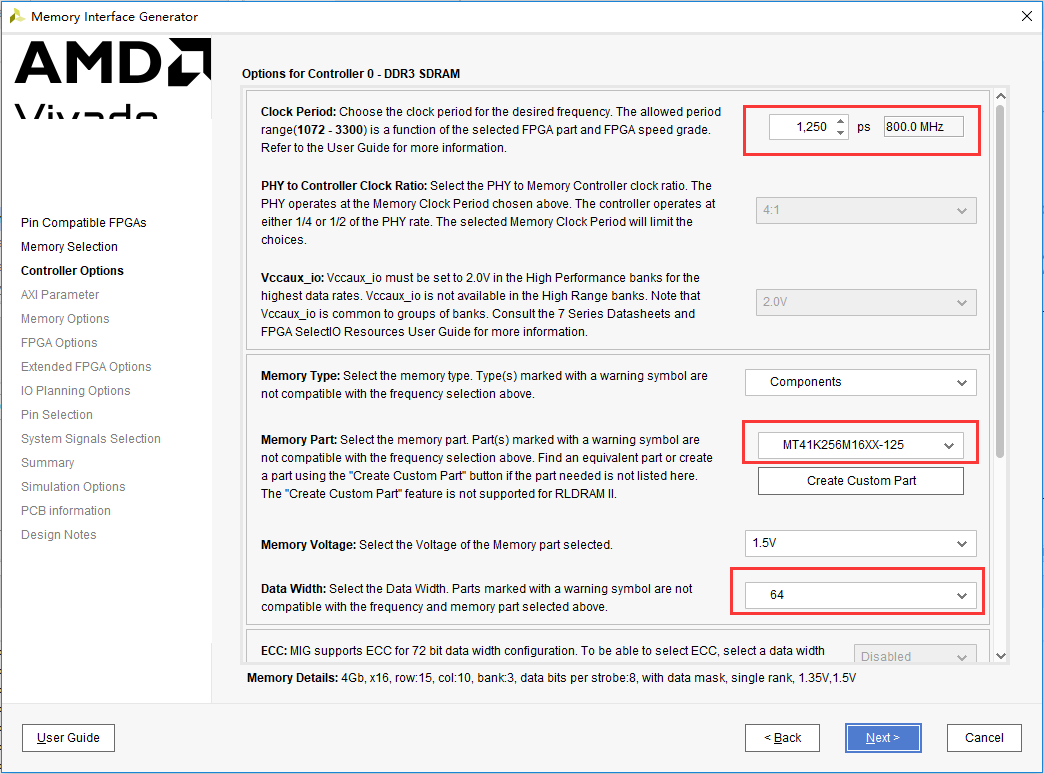 Memory Interface Generator
AMD
Options for Controller 0 - DDR3 SDRAM
Clock Period: Choose the clock period for the desired frequency. The allowed period
range(1072 - 3300) is a function of the selected FPGA part and FPGA speed grade.
Refer to the User Guide for more information.
1,250 ps 800.0 MHz
PHY to Controller Clock Ratio: Select the PHY to Memory Controller clock ratio. The
PHY operates at the Memory Clock Period chosen above. The controller operates at
either 1/4 or 1/2 of the PHY rate. The selected Memory Clock Period will limit the
choices.
4:1
Vccaux_io: Vccaux_io must be set to 2.0V in the High Performance banks for the
highest data rates. Vccaux_io is not available in the High Range banks. Note that
Vccaux_io is common to groups of banks. Consult the 7 Series Datasheets and
FPGA SelectIO Resources User Guide for more information.
2.0V
Memory Type: Select the memory type. Type(s) marked with a warning symbol are
not compatible with the frequency selection above.
Components
Memory Part: Select the memory part. Part(s) marked with a warning symbol are
not compatible with the frequency selection above. Find an equivalent part or create
a part using the "Create Custom Part" button if the part needed is not listed here.
The "Create Custom Part" feature is not supported for RLDRAM II.
MT41K256M16XX-125
Create Custom Part
Memory Voltage: Select the Voltage of the Memory part selected.
1.5V
Data Width: Select the Data Width. Parts marked with a warning symbol are not
compatible with the frequency and memory part selected above.
64
ECC: MIG supports ECC for 72 bit data width configuration. To be able to select ECC, select a data width
Disabled
Memory Details: 4Gb, x16, row:15, col:10, bank:3, data bits per strobe:8, with data mask, single rank, 1.35V,1.5V
Pin Compatible FPGAs
Memory Selection
Controller Options
AXI Parameter
Memory Options
FPGA Options
Extended FPGA Options
IO Planning Options
Pin Selection
System Signals Selection
Summary
Simulation Options
PCB information
Design Notes
User Guide
< Back
Next >
Cancel